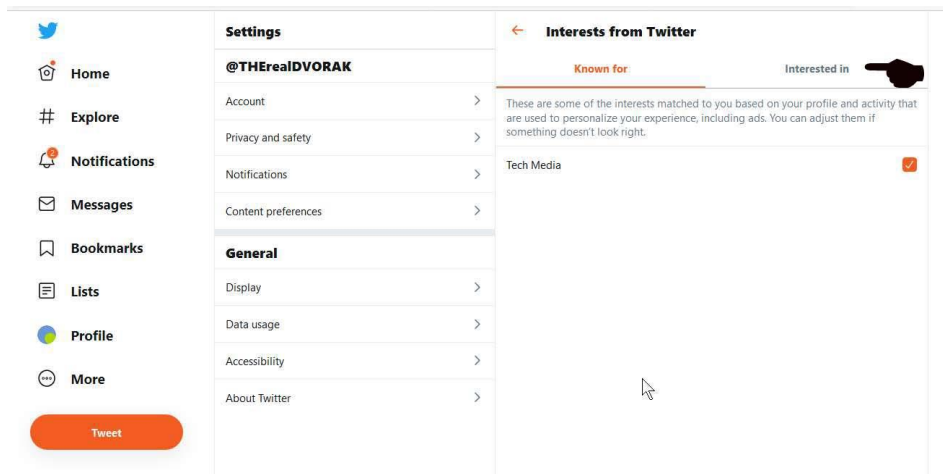 Home
Explore
2
Notifications
Messages
Bookmarks
Lists
Profile
More
Tweet
Settings
@THErealDVORAK
Account
Privacy and safety
Notifications
Content preferences
General
Display
Data usage
Accessibility
About Twitter
Interests from Twitter
Known for
Interested in
These are some of the interests matched to you based on your profile and activity that
are used to personalize your experience, including ads. You can adjust them if
something doesn't look right.
Tech Media